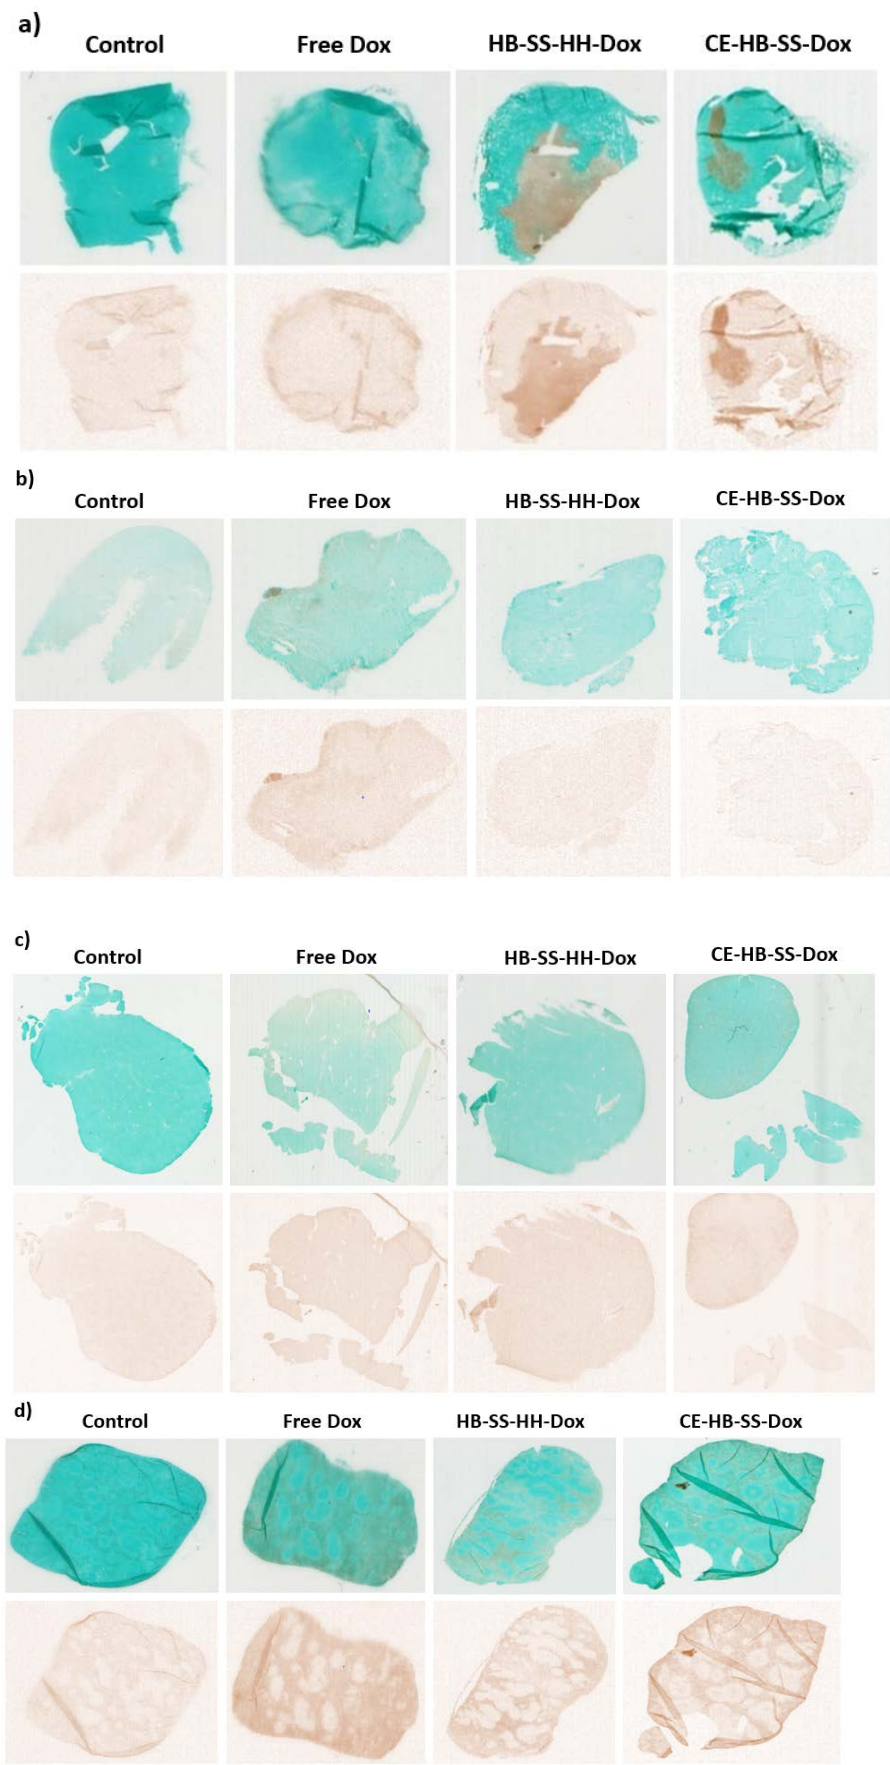 a)
Control Free Dox HB-SS-HH-Dox CE-HB-SS-Dox
b)
Control Free Dox HB-SS-HH-Dox CE-HB-SS-Dox
c)
Control Free Dox HB-SS-HH-Dox CE-HB-SS-Dox
d)
Control Free Dox HB-SS-HH-Dox CE-HB-SS-Dox